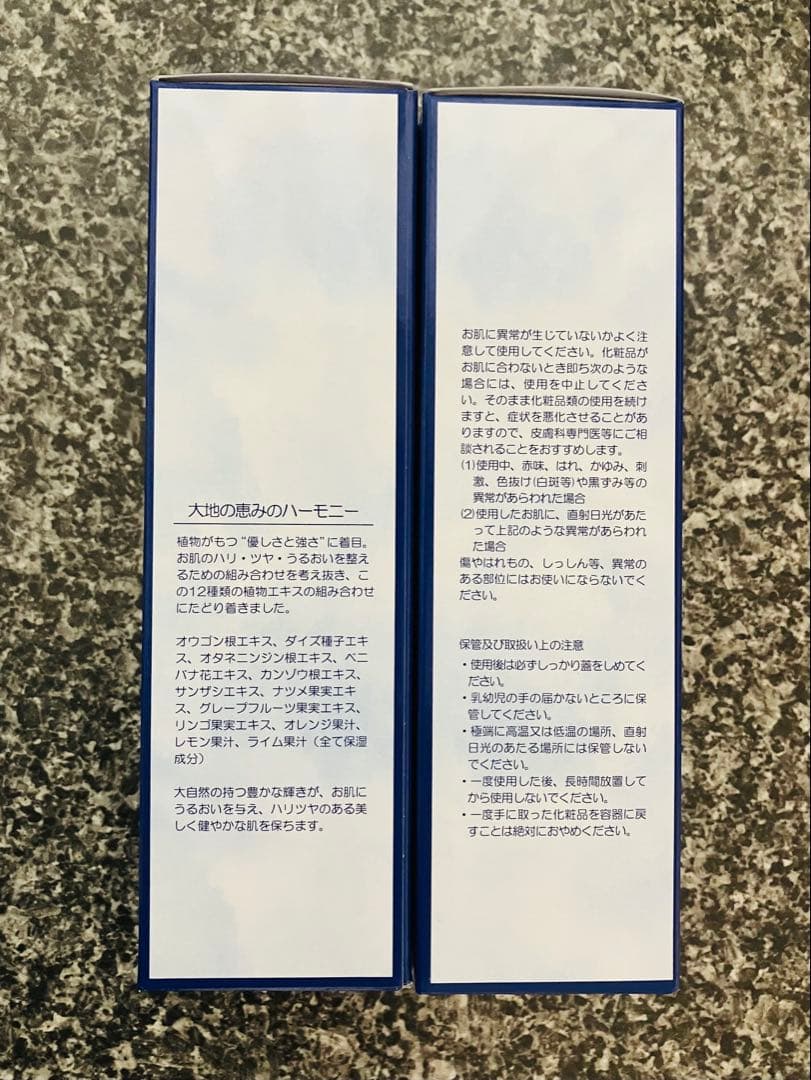 大地の恵みのハーモニー
植物がもつ“優しさと強さ”に着目。
お肌のハリ・ツヤ・うるおいを整え
るための組み合わせを考え抜き、こ
の12種類の植物エキスの組み合わせ
にたどり着きました。
オウゴン根エキス、ダイズ種子エキ
ス、オタネニンジン根エキス、ベニ
バナ花エキス、カンゾウ根エキス、
サンザシエキス、ナツメ果実エキ
ス、グレープフルーツ果実エキス、
リンゴ果実エキス、オレンジ果汁、
レモン果汁、ライム果汁（全て保湿
成分）
大自然の持つ豊かな輝きが、お肌に
うるおいを与え、ハリツヤのある美
しく健やかな肌を保ちます。
お肌に異常が生じていないかよく注
意して使用してください。化粧品が
お肌に合わないとき即ち次のような
場合には、使用を中止してくださ
い。そのまま化粧品類の使用を続け
ますと、症状を悪化させることがあ
りますので、皮膚科専門医等にご相
談されることをおすすめします。
(1)使用中、赤味、はれ、かゆみ、刺
激、色抜け(白斑等)や黒ずみ等の
異常があらわれた場合
(2)使用したお肌に、直射日光があた
って上記のような異常があらわれ
た場合
傷やはれもの、しっしん等、異常の
ある部位にはお使いにならないでく
ださい。
保管及び取扱い上の注意
・使用後は必ずしっかり蓋をしめてく
ださい。
・乳幼児の手の届かないところに保
管してください。
・極端に高温又は低温の場所、直射
日光のあたる場所には保管しない
でください。
・一度使用した後、長時間放置して
から使用しないでください。
・一度手に取った化粧品を容器に戻
すことは絶対におやめください。